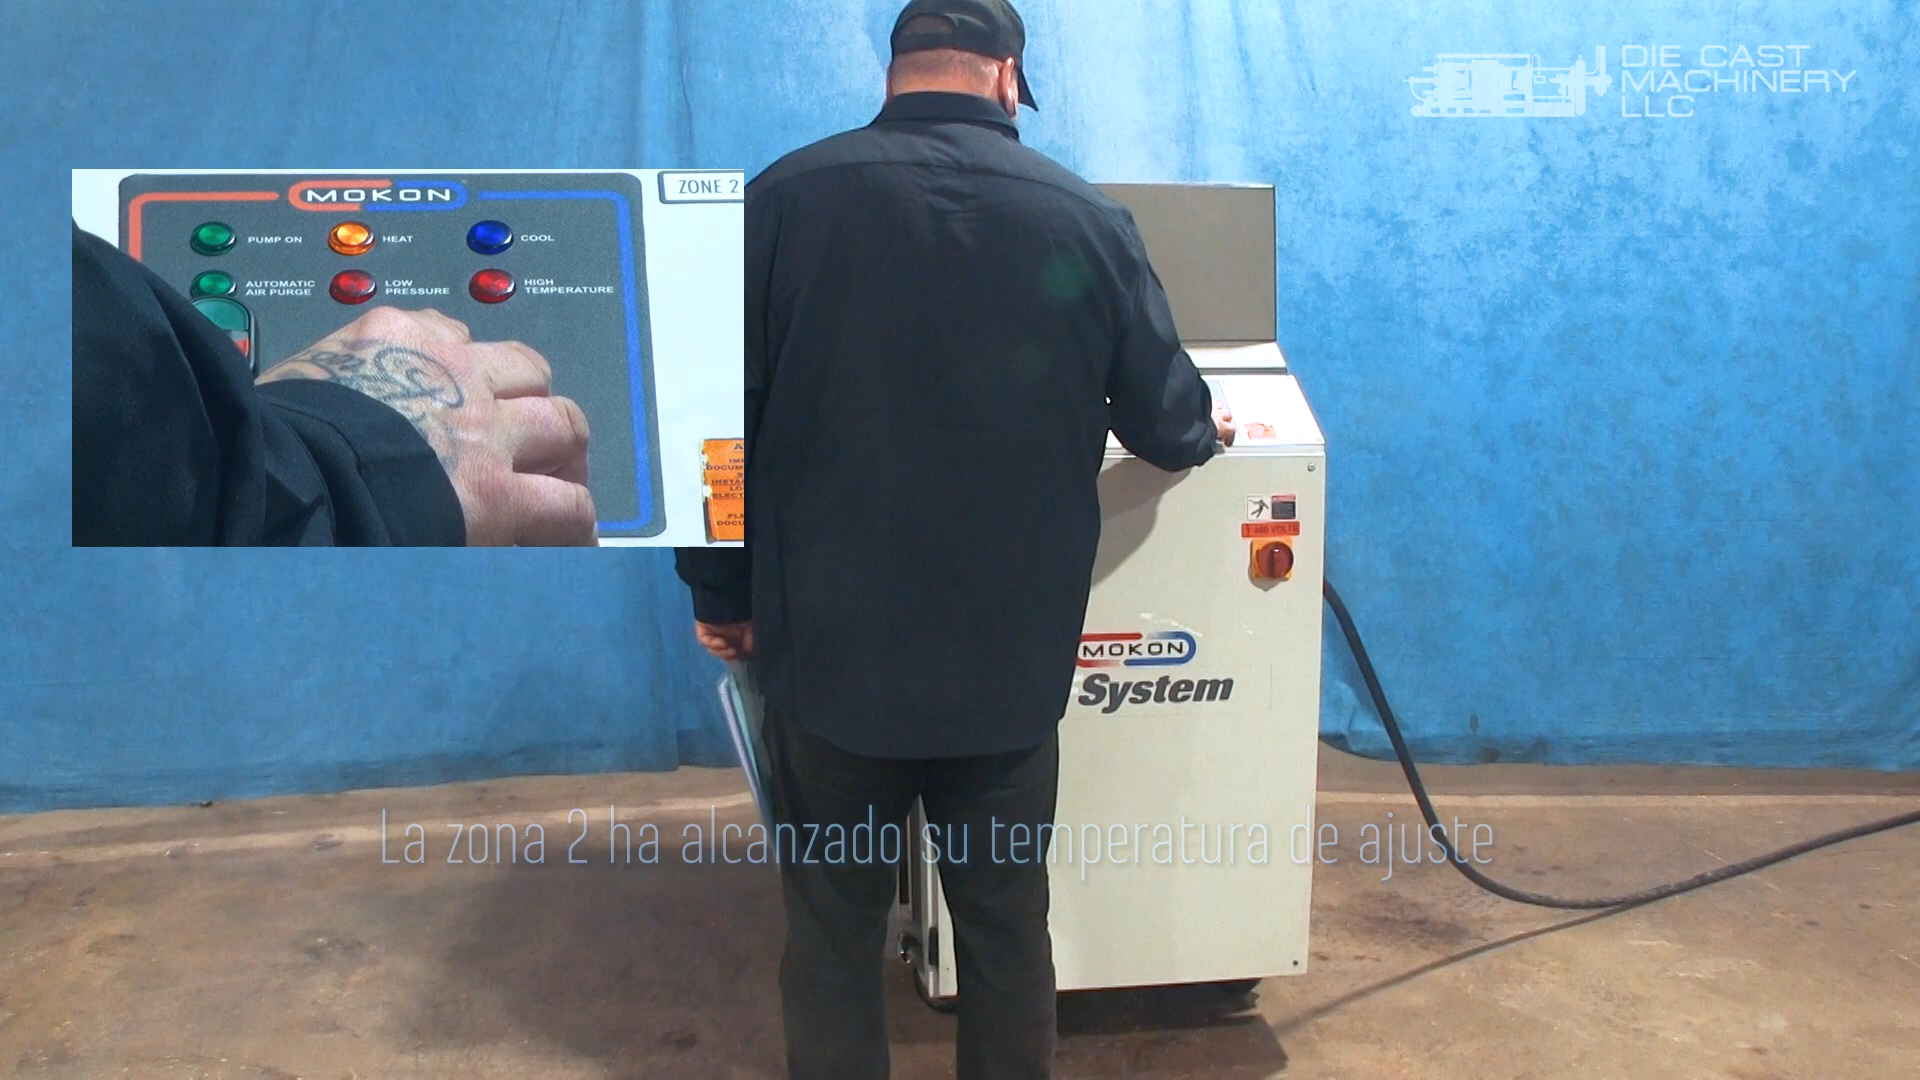 DIE CAST
MACHINERY
LLC
MOKON
ZONE 2
PUMP ON
HEAT
COOL
AUTOMATIC
AIR PURGE
LOW
PRESSURE
HIGH
TEMPERATURE
MOKON
System
La zona 2 ha alcanzado su temperatura de ajuste